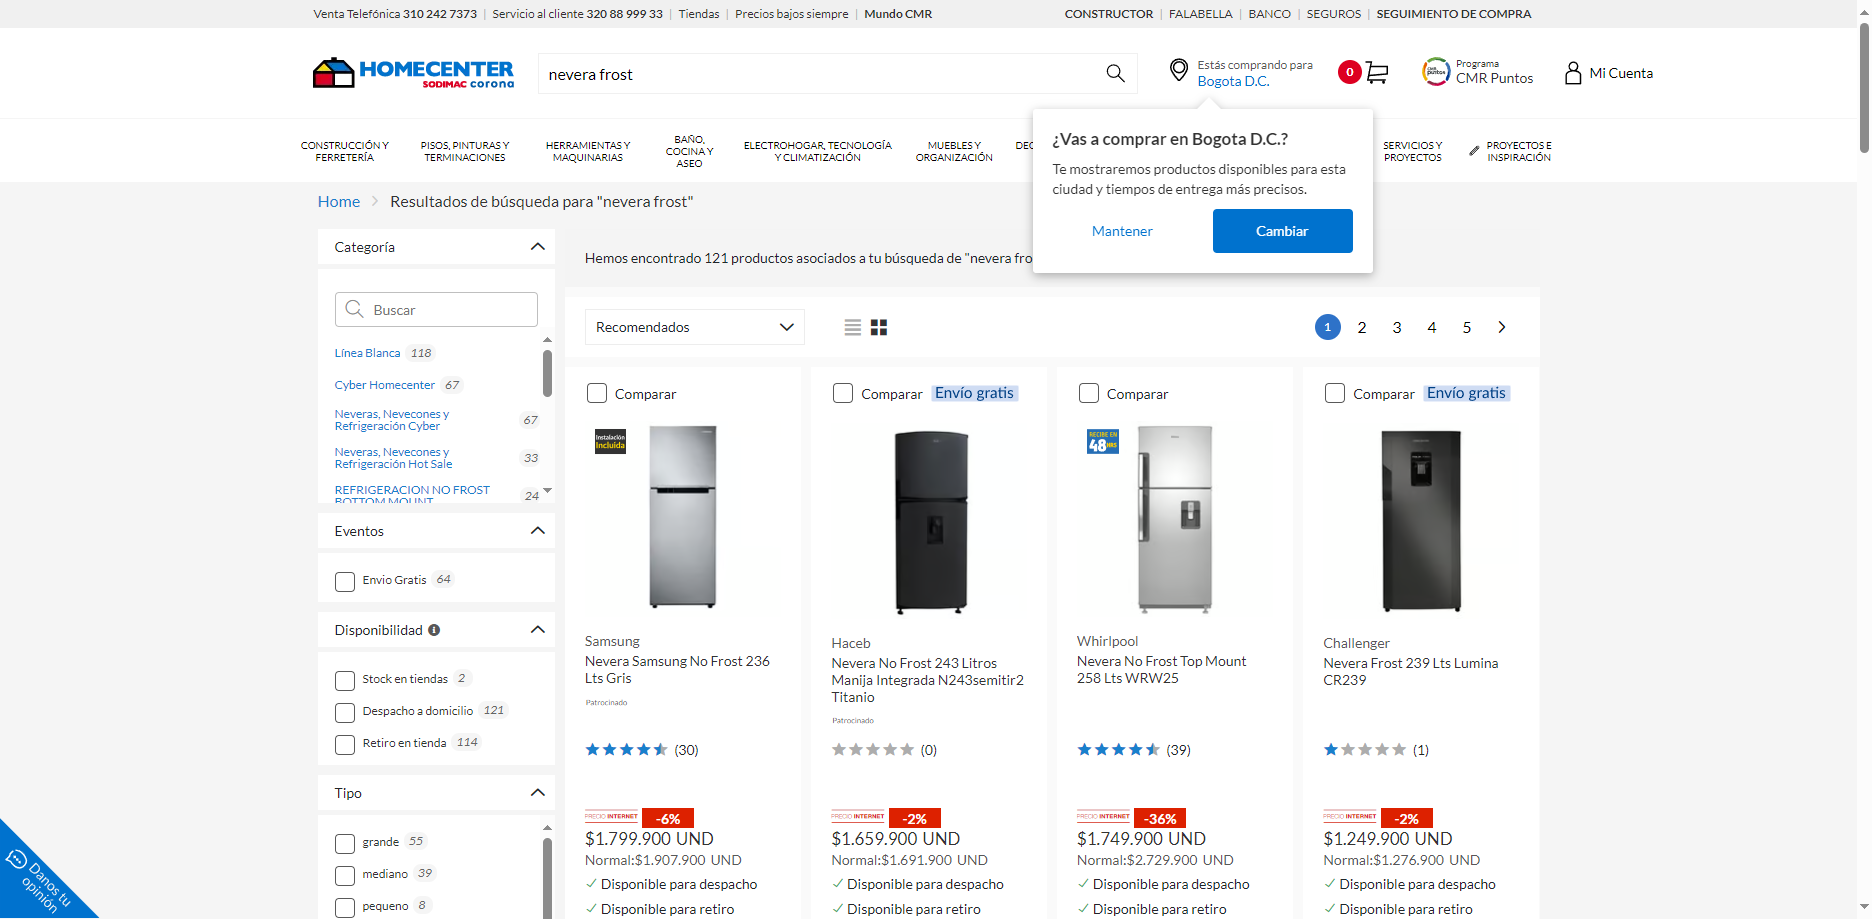 Venta Telefónica 310 242 7373 | Servicio al cliente 320 88 999 33 | Tiendas | Precios bajos siempre | Mundo CMR
CONSTRUCTOR | FALABELLA | BANCO | SEGUROS | SEGUIMIENTO DE COMPRA
HOMECENTER
SODIMAC corona
nevera frost
Estás comprando para
Bogota D.C.
0
Programa
CMR Puntos
Mi Cuenta
CONSTRUCCIÓN Y
FERRETERÍA
PISOS, PINTURAS Y
TERMINACIONES
HERRAMIENTAS Y
MAQUINARIAS
BAÑO,
COCINA Y
ASEO
ELECTROHOGAR, TECNOLOGÍA
Y CLIMATIZACIÓN
MUEBLES Y
ORGANIZACIÓN
DEC
SERVICIOS Y
PROYECTOS
PROYECTOS E
INSPIRACIÓN
¿Vas a comprar en Bogota D.C.?
Te mostraremos productos disponibles para esta
ciudad y tiempos de entrega más precisos.
Mantener
Cambiar
Home > Resultados de búsqueda para "nevera frost"
Categoría
Buscar
Línea Blanca 118
Cyber Homecenter 67
Neveras, Nevecones y
Refrigeración Cyber 67
Neveras, Nevecones y
Refrigeración Hot Sale 33
REFRIGERACION NO FROST
BOTTOM MOUNT 24
Eventos
Envio Gratis 64
Disponibilidad
Stock en tiendas 2
Despacho a domicilio 121
Retiro en tienda 114
Tipo
grande 55
mediano 39
pequeno 8
Danos tu
opinión
Hemos encontrado 121 productos asociados a tu búsqueda de "nevera fro
Recomendados
1 2 3 4 5
Comparar
Instalación
Incluida
Samsung
Nevera Samsung No Frost 236
Lts Gris
Patrocinado
(30)
PRECIO INTERNET -6%
$1.799.900 UND
Normal:$1.907.900 UND
Disponible para despacho
Disponible para retiro
Comparar Envío gratis
Haceb
Nevera No Frost 243 Litros
Manija Integrada N243semitir2
Titanio
Patrocinado
(0)
PRECIO INTERNET -2%
$1.659.900 UND
Normal:$1.691.900 UND
Disponible para despacho
Disponible para retiro
Comparar
RECIBE EN
48 HRS
Whirlpool
Nevera No Frost Top Mount
258 Lts WRW25
(39)
PRECIO INTERNET -36%
$1.749.900 UND
Normal:$2.729.900 UND
Disponible para despacho
Disponible para retiro
Comparar Envío gratis
Challenger
Nevera Frost 239 Lts Lumina
CR239
(1)
PRECIO INTERNET -2%
$1.249.900 UND
Normal:$1.276.900 UND
Disponible para despacho
Disponible para retiro